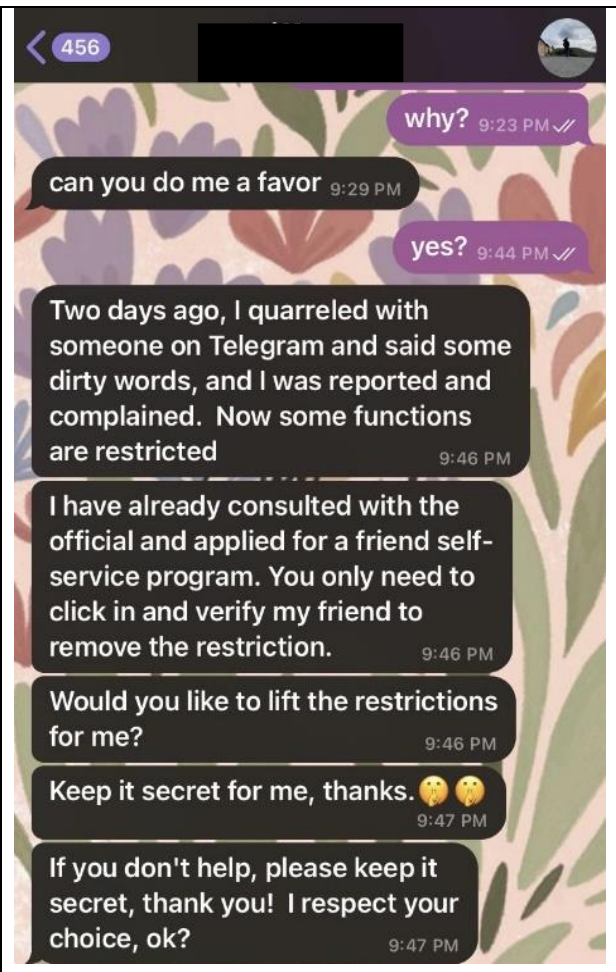 456
why? 9:23 PM
can you do me a favor 9:29 PM
yes? 9:44 PM
Two days ago, I quarreled with
someone on Telegram and said some
dirty words, and I was reported and
complained.  Now some functions
are restricted 9:46 PM
I have already consulted with the
official and applied for a friend self-
service program. You only need to
click in and verify my friend to
remove the restriction. 9:46 PM
Would you like to lift the restrictions
for me? 9:46 PM
Keep it secret for me, thanks.🤫🤫
9:47 PM
If you don't help, please keep it
secret, thank you!  I respect your
choice, ok? 9:47 PM